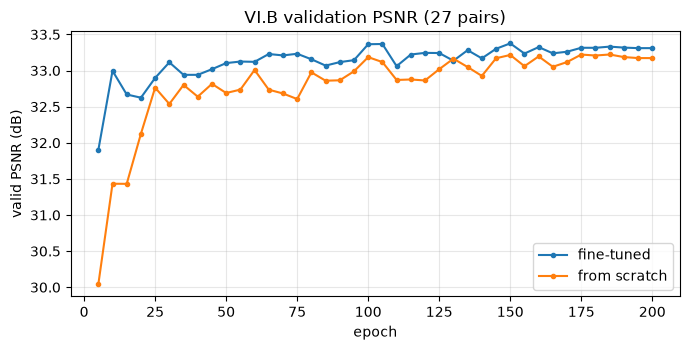 VI.B validation PSNR (27 pairs)
valid PSNR (dB)
33.5
33.0
32.5
32.0
31.5
31.0
30.5
30.0
fine-tuned
from scratch
0 25 50 75 100 125 150 175 200
epoch